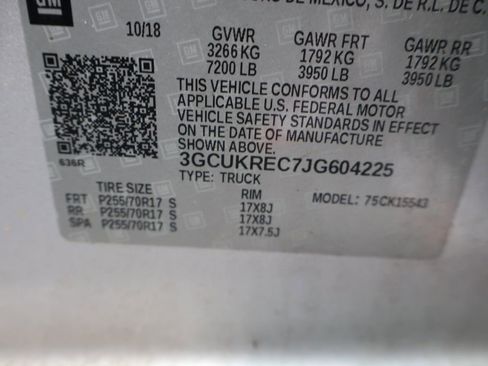 DE MEXICO, S. DE R.L. DE C.
GM
10/18
GVWR GAWR FRT GAWR RR
3266 KG 1792 KG 1792 KG
7200 LB 3950 LB 3950 LB
THIS VEHICLE CONFORMS TO ALL
APPLICABLE U.S. FEDERAL MOTOR
VEHICLE SAFETY STANDARDS IN EFFECT
ON THE DATE OF MANUFACTURE
SHOWN ABOVE.
3GCUKREC7JG604225
636R
TYPE: TRUCK
TIRE SIZE RIM MODEL: 75CK15543
FRT P255/70R17 S 17X8J
RR P255/70R17 S 17X8J
SPA P255/70R17 S 17X7.5J